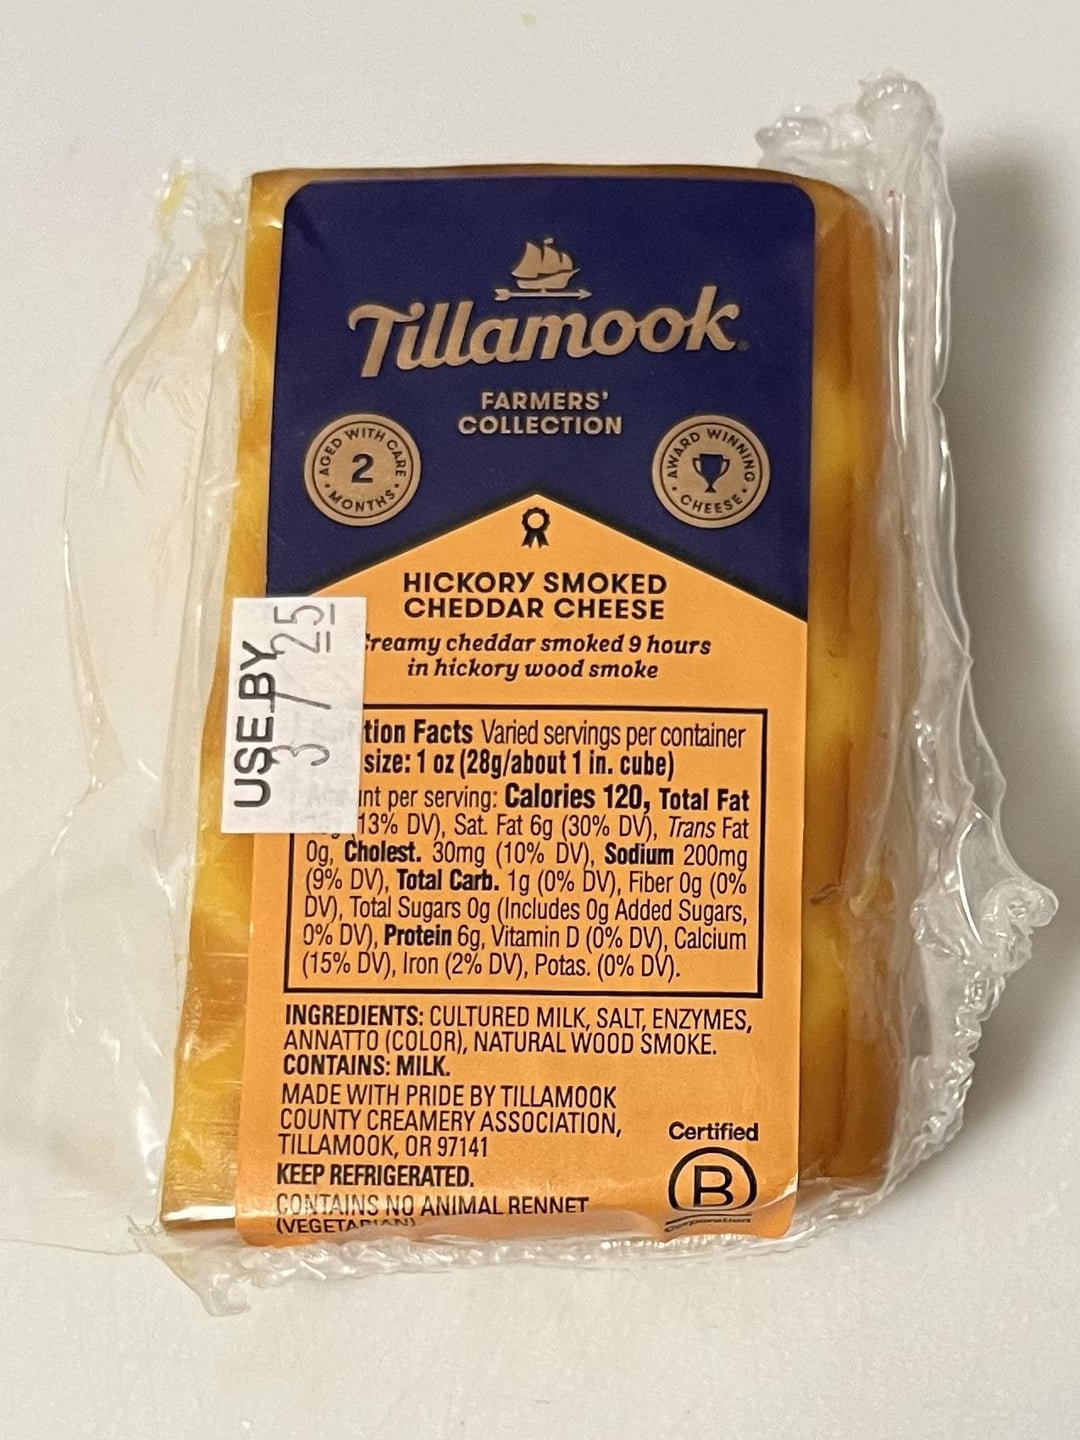 Tillamook®
FARMERS'
COLLECTION
AGED WITH CARE
2
MONTHS
AWARD WINNING
CHEESE
HICKORY SMOKED
CHEDDAR CHEESE
reamy cheddar smoked 9 hours
in hickory wood smoke
USE BY
3/25
tion Facts Varied servings per container
size: 1 oz (28g/about 1 in. cube)
nt per serving: Calories 120, Total Fat
13% DV), Sat. Fat 6g (30% DV), Trans Fat
0g, Cholest. 30mg (10% DV), Sodium 200mg
(9% DV), Total Carb. 1g (0% DV), Fiber 0g (0%
DV), Total Sugars 0g (Includes 0g Added Sugars,
0% DV), Protein 6g, Vitamin D (0% DV), Calcium
(15% DV), Iron (2% DV), Potas. (0% DV).
INGREDIENTS: CULTURED MILK, SALT, ENZYMES,
ANNATTO (COLOR), NATURAL WOOD SMOKE.
CONTAINS: MILK.
MADE WITH PRIDE BY TILLAMOOK
COUNTY CREAMERY ASSOCIATION,
TILLAMOOK, OR 97141
KEEP REFRIGERATED.
CONTAINS NO ANIMAL RENNET
(VEGETARIAN)
Certified
B
Corporation